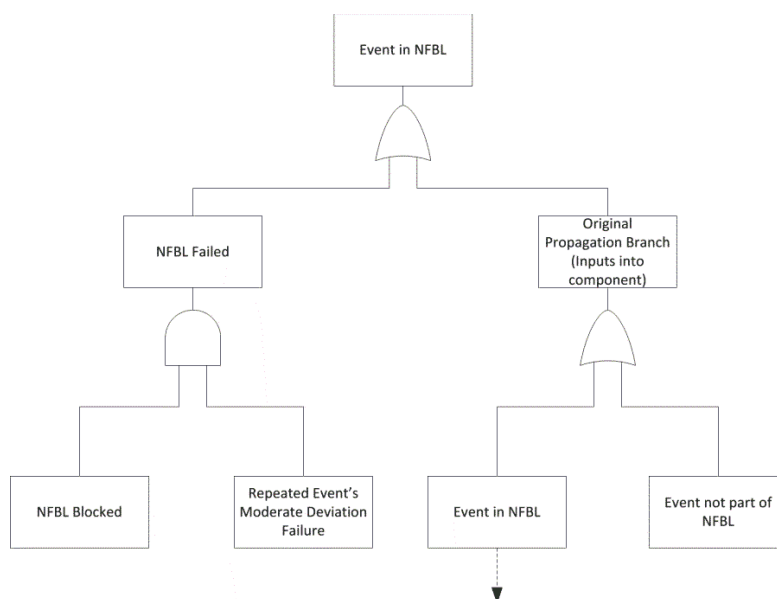 Event in NFBL
NFBL Failed
Original
Propagation Branch
(Inputs into
component)
NFBL Blocked
Repeated Event's
Moderate Deviation
Failure
Event in NFBL
Event not part of
NFBL